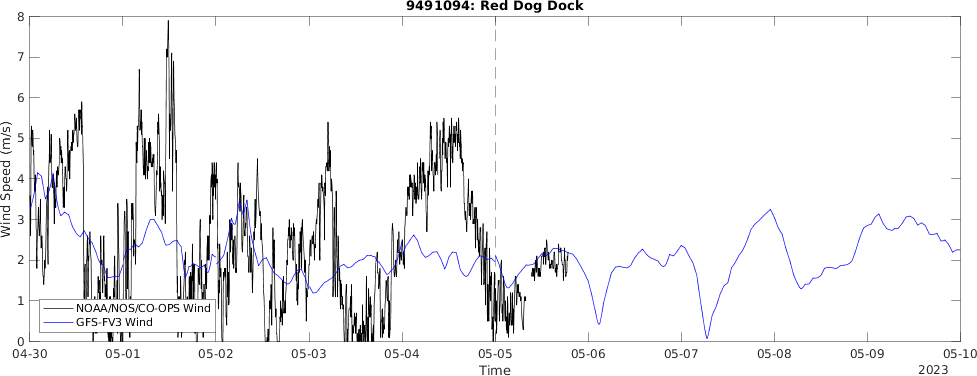 9491094: Red Dog Dock
8
7
6
5
4
3
2
1
0
Wind Speed (m/s)
NOAA/NOS/CO-OPS Wind
GFS-FV3 Wind
04-30 05-01 05-02 05-03 05-04 05-05 05-06 05-07 05-08 05-09 05-10
Time
2023